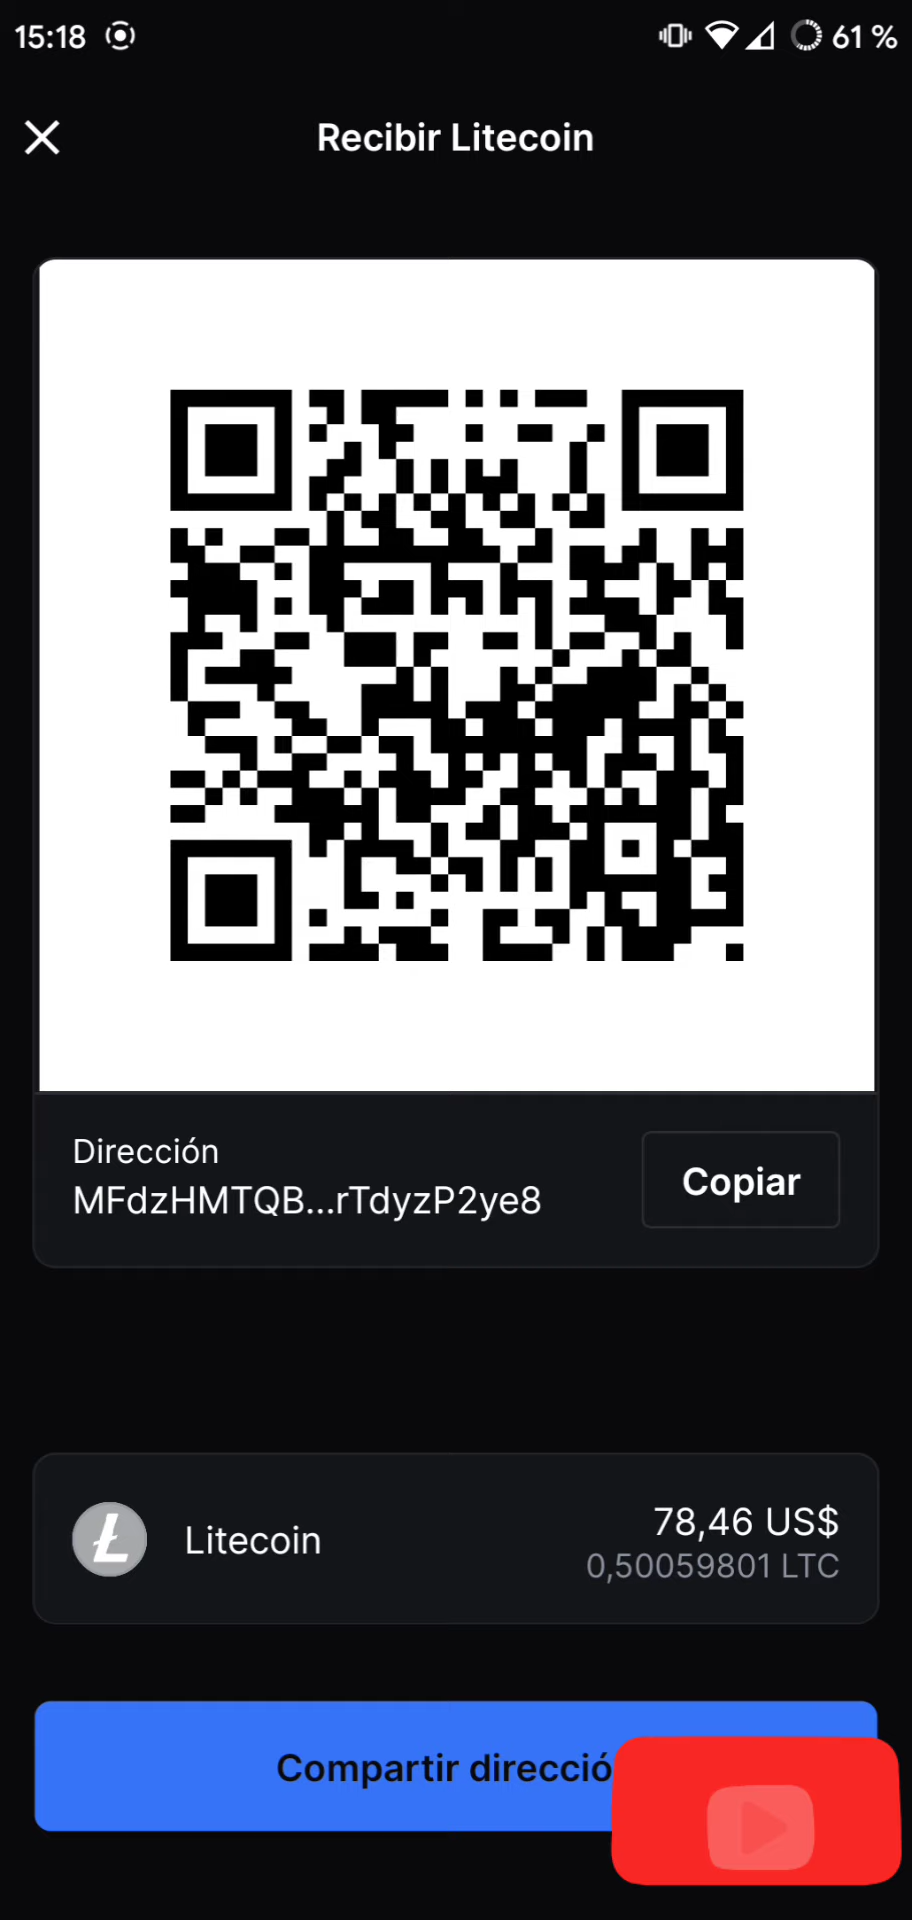 15:18
61 %
Recibir Litecoin
Dirección
MFdzHMTQB...rTdyzP2ye8
Copiar
Litecoin
78,46 US$
0,50059801 LTC
Compartir direcció